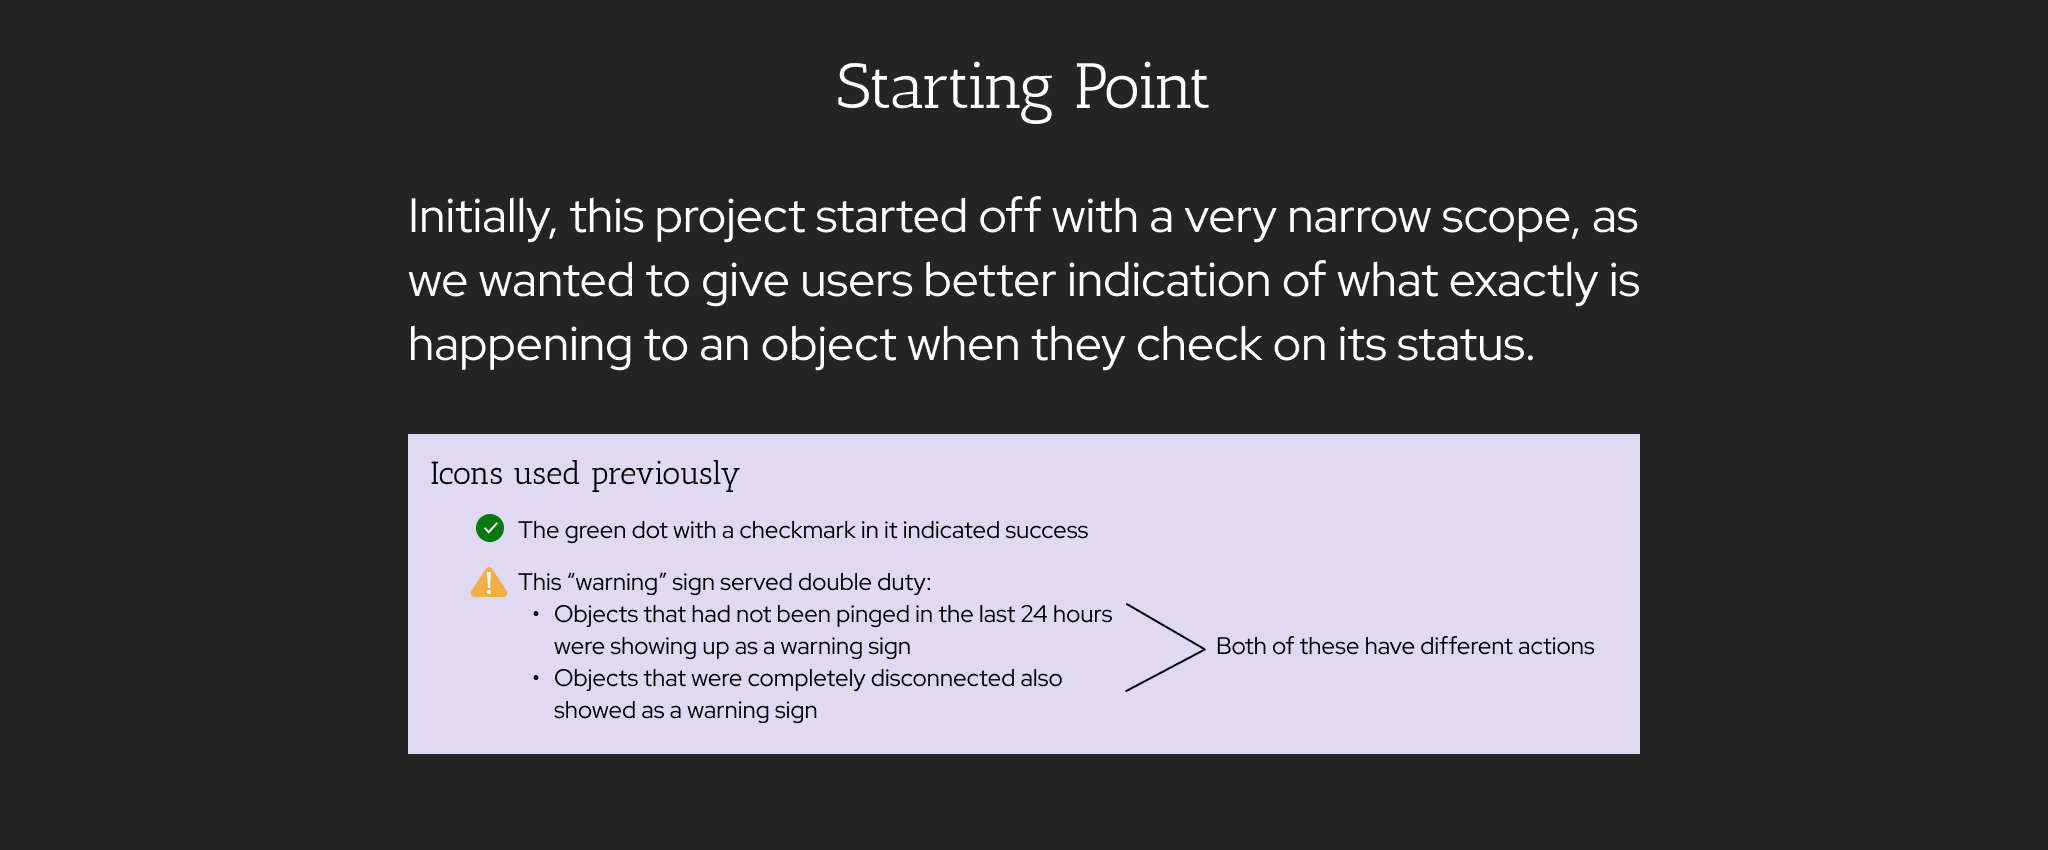 Starting Point
Initially, this project started off with a very narrow scope, as
we wanted to give users better indication of what exactly is
happening to an object when they check on its status.
Icons used previously
The green dot with a checkmark in it indicated success
This “warning” sign served double duty:
• Objects that had not been pinged in the last 24 hours
were showing up as a warning sign
• Objects that were completely disconnected also
showed as a warning sign
Both of these have different actions